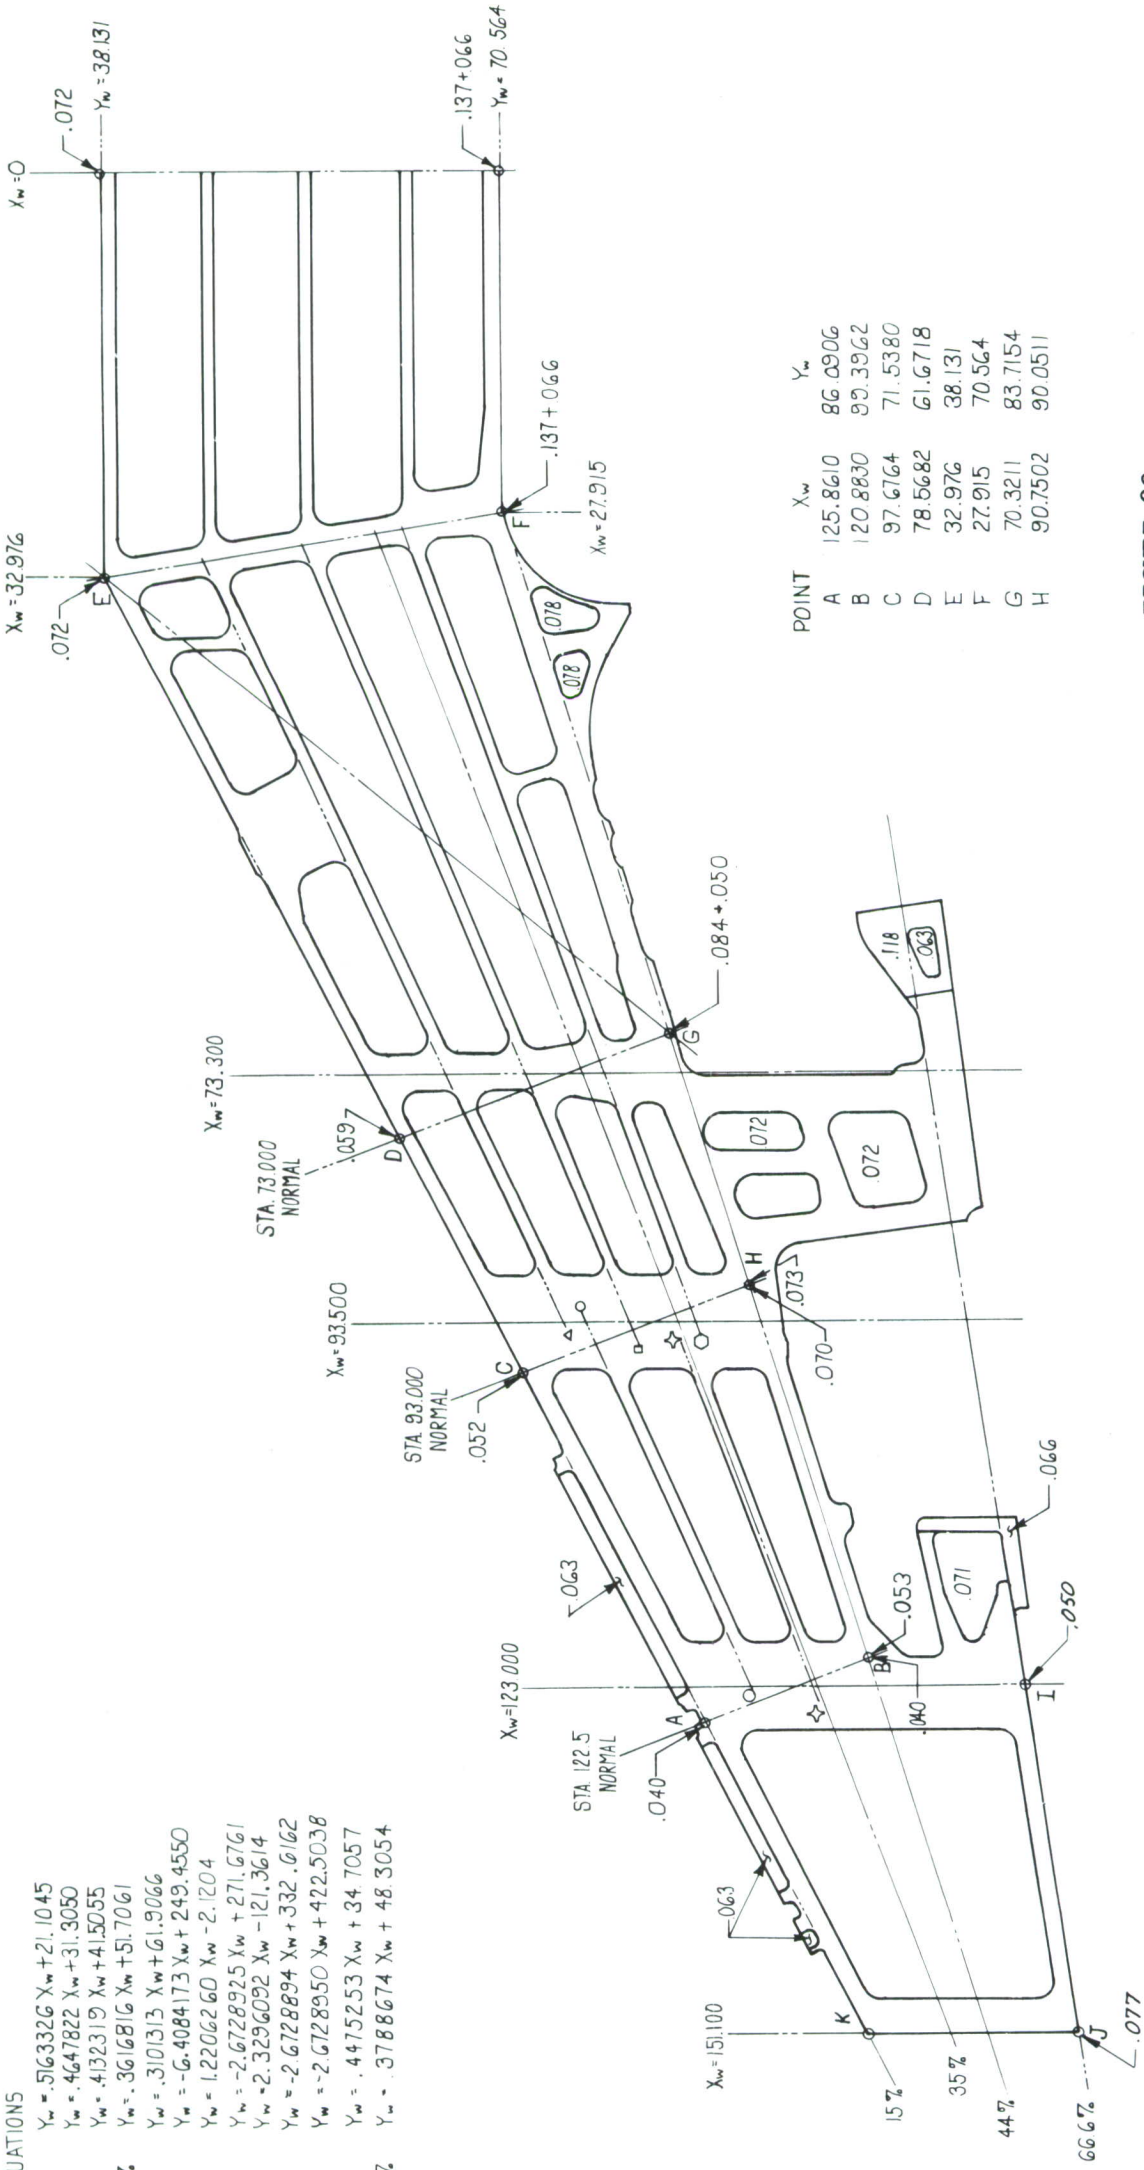 UATIONS
Yw = .5163326 Xw + 21.1045
Yw = .4647822 Xw + 31.3050
Yw = .4132319 Xw + 41.5055
%
Yw = .3616816 Xw + 51.7061
Yw = .3101313 Xw + 61.9066
Yw = -6.4084173 Xw + 249.4550
Yw = 1.2206260 Xw - 2.1204
Yw = -2.6728925 Xw + 271.6761
Yw = 2.3296092 Xw - 121.3614
Yw = -2.6728894 Xw + 332.6162
Yw = -2.6728950 Xw + 422.5038
Yw = .4475253 Xw + 34.7057
%
Yw = .3788674 Xw + 48.3054
Xw = 0
.072
Yw = 38.131
.137+.066
Yw = 70.564
Xw = 32.976
.072
E
.137+.066
F
Xw = 27.915
.078
.078
Xw = 73.300
STA. 73.000
NORMAL
.059
D
.084+.050
G
.118
.063
.072
.072
Xw = 93.500
STA. 93.000
NORMAL
.052
C
H
.073
.070
.063
Xw = 123.000
STA. 122.5
NORMAL
A
.040
B
.053
.040
.071
.066
.050
I
.063
Xw = 151.100
K
15%
35%
44%
66.6%
J
.077
POINT Xw Yw
A 125.8610 86.0906
B 120.8830 99.3962
C 97.6764 71.5380
D 78.5682 61.6718
E 32.976 38.131
F 27.915 70.564
G 70.3211 83.7154
H 90.7502 90.0511